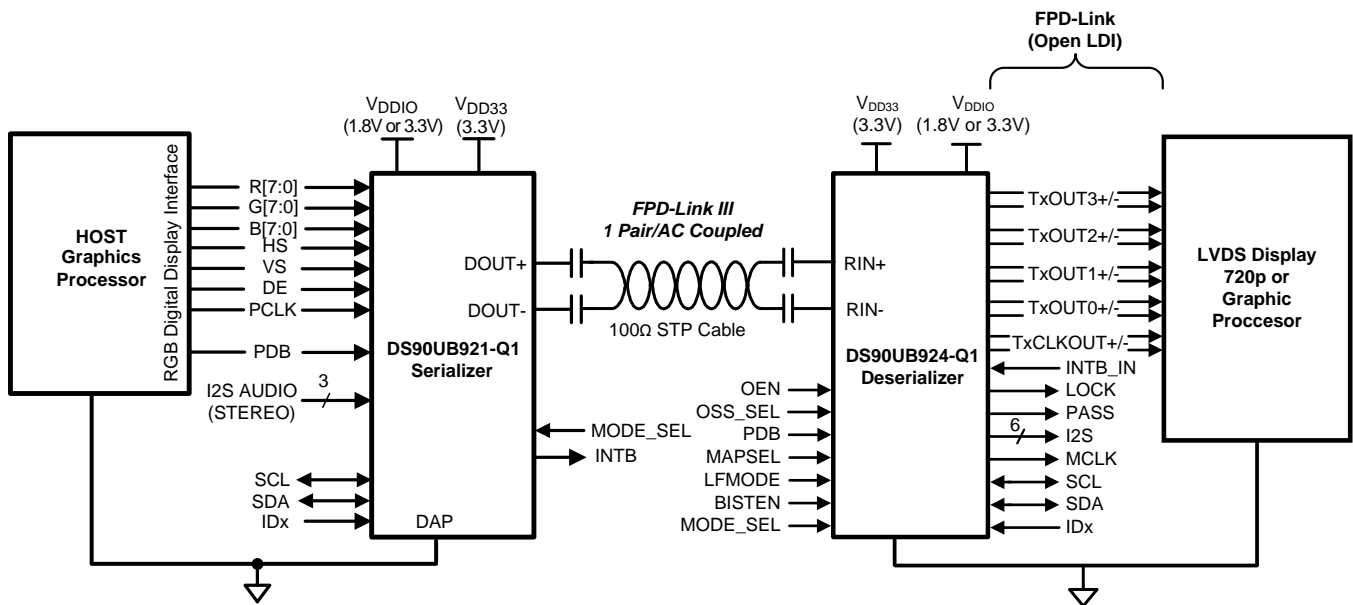 FPD-Link
(Open LDI)
VDDIO
(1.8V or 3.3V)
VDD33
(3.3V)
VDD33
(3.3V)
VDDIO
(1.8V or 3.3V)
HOST
Graphics
Processor
RGB Digital Display Interface
R[7:0]
G[7:0]
B[7:0]
HS
VS
DE
PCLK
PDB
I2S AUDIO
(STEREO)
3
SCL
SDA
IDx
DOUT+
DOUT-
DS90UB921-Q1
Serializer
DAP
MODE_SEL
INTB
FPD-Link III
1 Pair/AC Coupled
100Ω STP Cable
RIN+
RIN-
DS90UB924-Q1
Deserializer
OEN
OSS_SEL
PDB
MAPSEL
LFMODE
BISTEN
MODE_SEL
TxOUT3+/-
TxOUT2+/-
TxOUT1+/-
TxOUT0+/-
TxCLKOUT+/-
INTB_IN
LOCK
PASS
6
I2S
MCLK
SCL
SDA
IDx
LVDS Display
720p or
Graphic
Proccesor